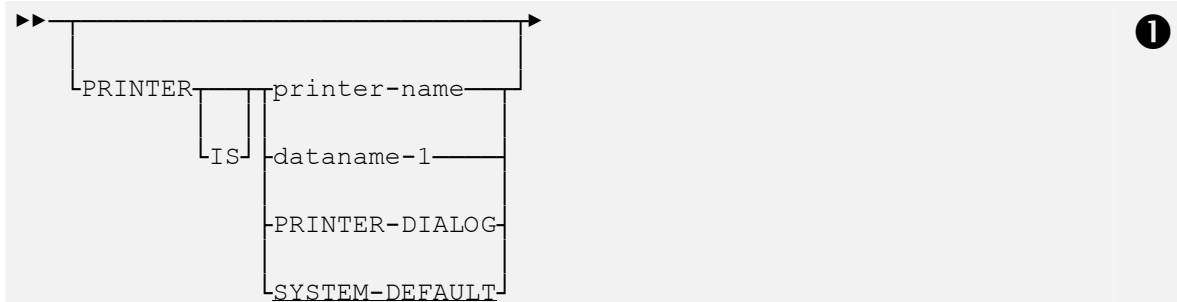 ❶
PRINTER printer-name
IS dataname-1
PRINTER-DIALOG
SYSTEM-DEFAULT